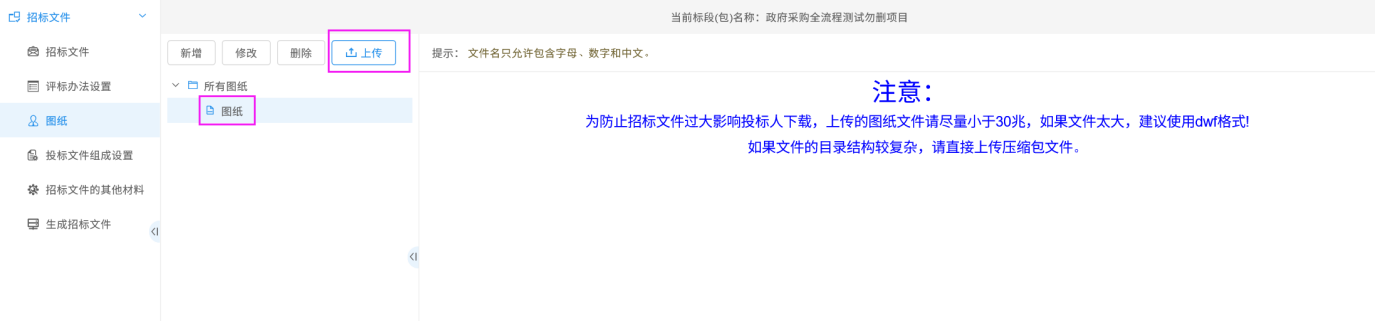 招标文件
当前标段(包)名称：政府采购全流程测试勿删项目
招标文件
评标办法设置
图纸
投标文件组成设置
招标文件的其他材料
生成招标文件
新增 修改 删除 上传
所有图纸
图纸
提示： 文件名只允许包含字母、数字和中文。
注意：
为防止招标文件过大影响投标人下载，上传的图纸文件请尽量小于30兆，如果文件太大，建议使用dwf格式!
如果文件的目录结构较复杂，请直接上传压缩包文件。